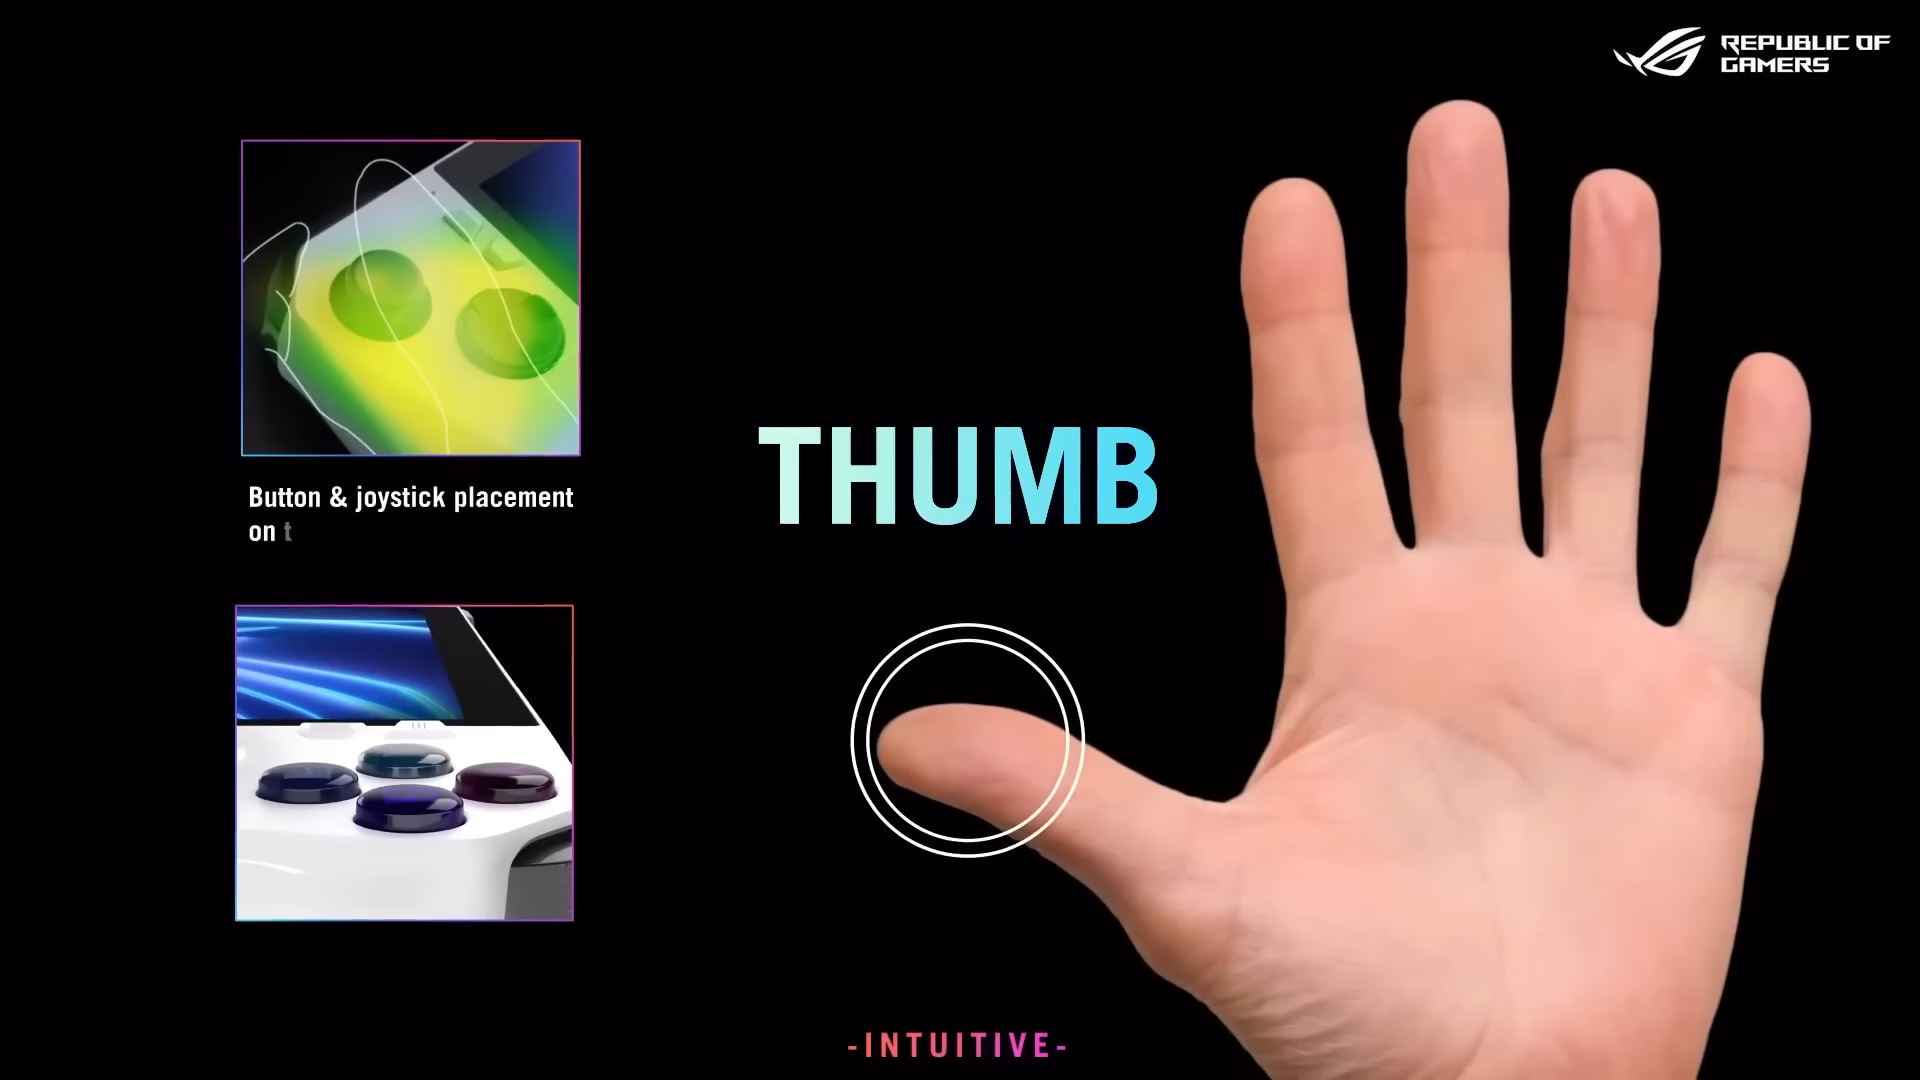 REPUBLIC OF
GAMERS
Button & joystick placement
on t
THUMB
-INTUITIVE-